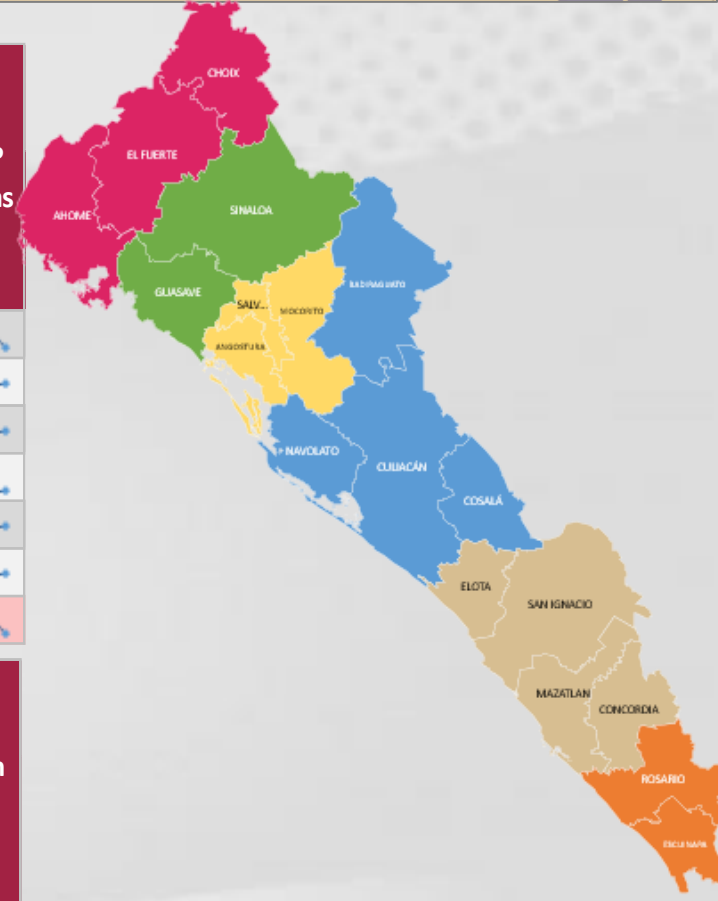 CHOIX
EL FUERTE
AHOME
SINALOA
as
GUASAVE
BADIRAGUATO
SALV...
MOCORITO
ANGOSTURA
NAVOLATO
CULIACÁN
COSALÁ
ELOTA
SAN IGNACIO
MAZATLAN
CONCORDIA
ROSARIO
ESCUINAPA